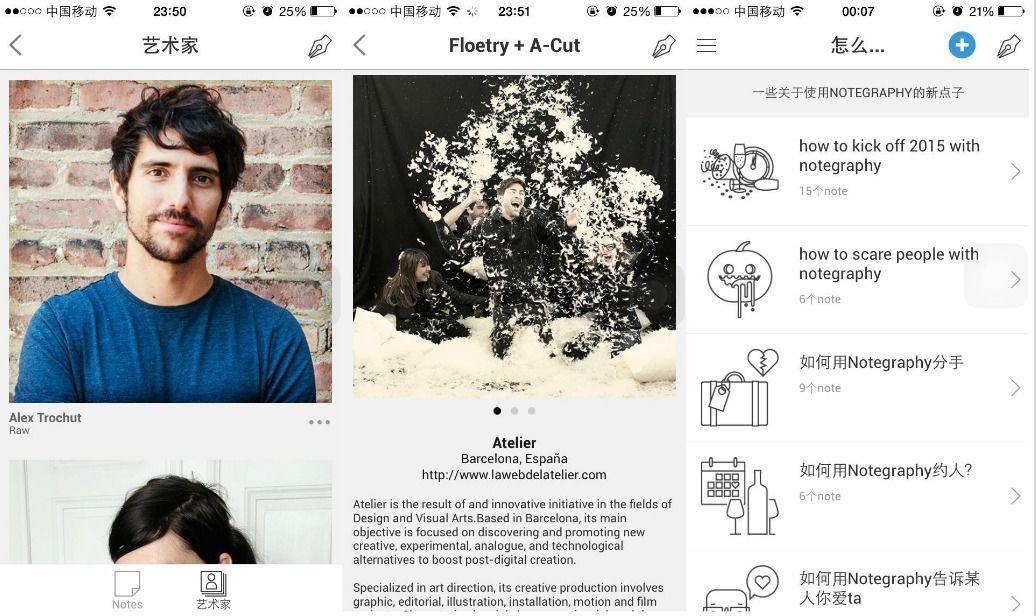 中国移动 23:50 25%
艺术家
Alex Trochut
Raw
Notes
艺术家
中国移动 23:51 25%
Floetry + A-Cut
Atelier
Barcelona, España
http://www.lawebdelatelier.com
Atelier is the result of and innovative initiative in the fields of
Design and Visual Arts.Based in Barcelona, its main
objective is focused on discovering and promoting new
creative, experimental, analogue, and technological
alternatives to boost post-digital creation.
Specialized in art direction, its creative production involves
graphic, editorial, illustration, installation, motion and film
中国移动 00:07 21%
怎么...
一些关于使用NOTEGRAPHY的新点子
how to kick off 2015 with
notegraphy
15个note
how to scare people with
notegraphy
6个note
如何用Notegraphy分手
9个note
如何用Notegraphy约人?
6个note
如何用Notegraphy告诉某
人你爱ta